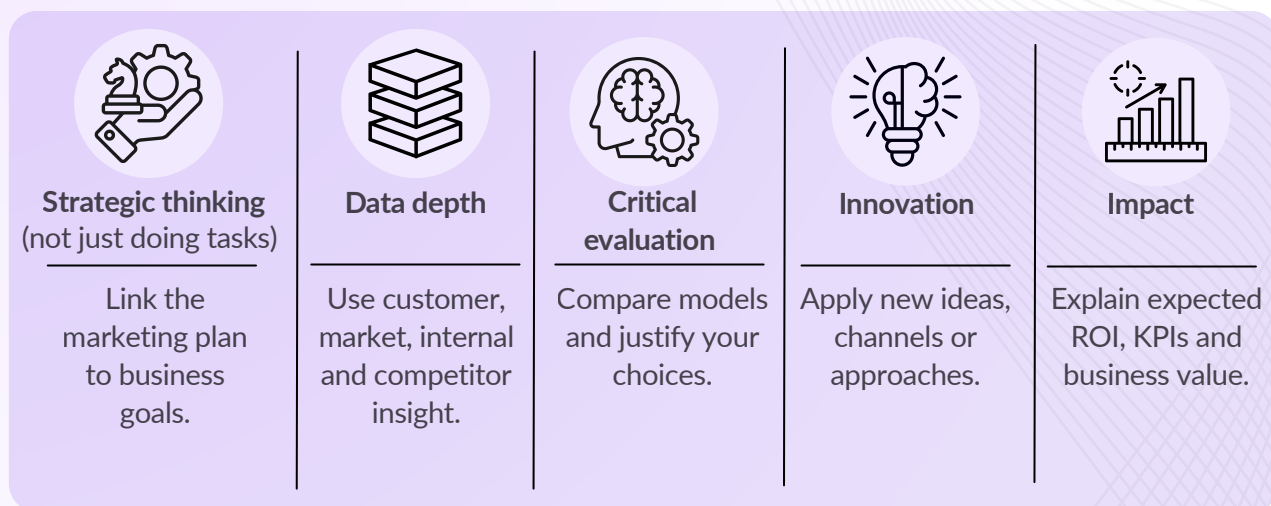 Strategic thinking
(not just doing tasks)
Link the
marketing plan
to business
goals.
Data depth
Use customer,
market, internal
and competitor
insight.
Critical
evaluation
Compare models
and justify your
choices.
Innovation
Apply new ideas,
channels or
approaches.
Impact
Explain expected
ROI, KPIs and
business value.